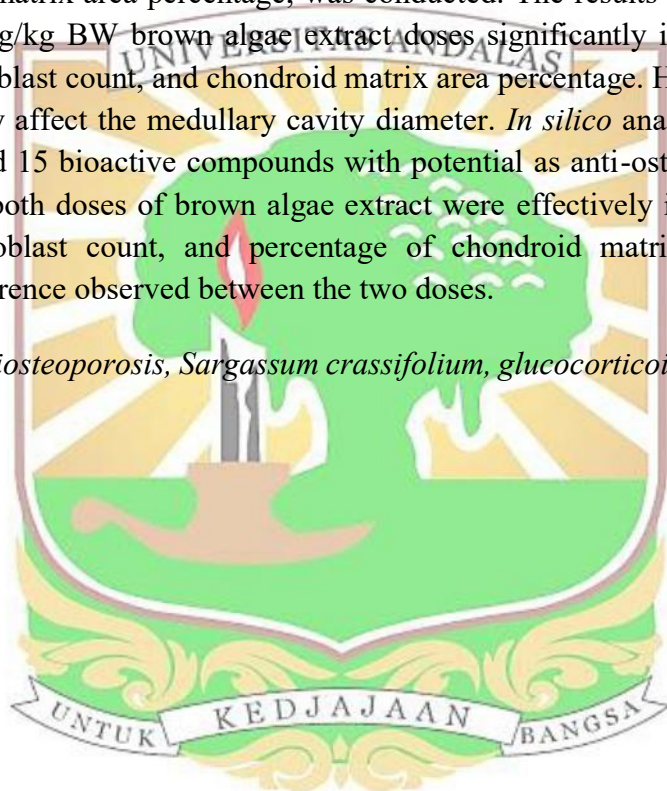 matrix area percentage, was conducted. The results
g/kg BW brown algae extract doses significantly i
blast count, and chondroid matrix area percentage. H
y affect the medullary cavity diameter. In silico ana
d 15 bioactive compounds with potential as anti-ost
both doses of brown algae extract were effectively i
oblast count, and percentage of chondroid matri
rence observed between the two doses.
iosteoporosis, Sargassum crassifolium, glucocorticoi
UNIVERSITAS ANDALAS
UNTUK KEDJAJAAN BANGSA